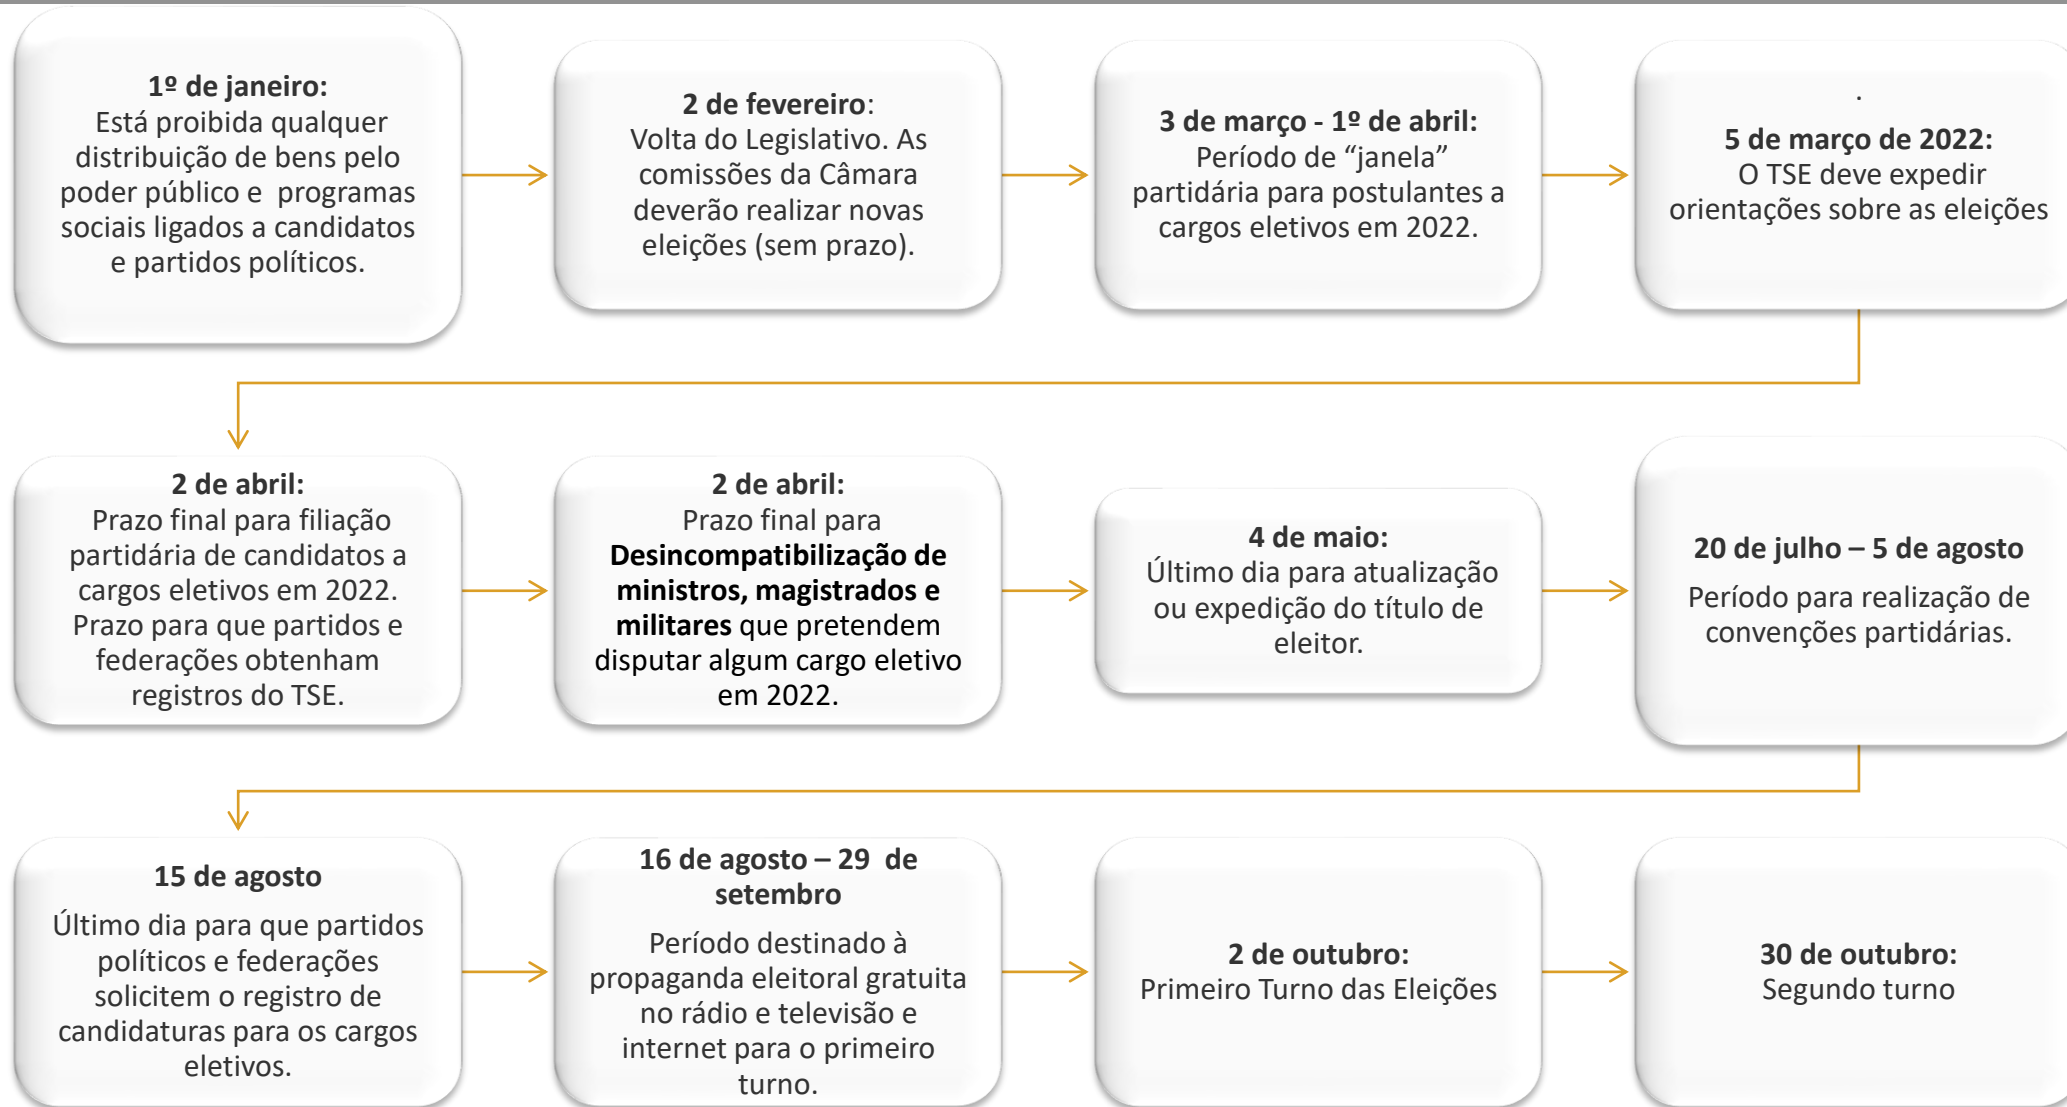 1º de janeiro:
Está proibida qualquer
distribuição de bens pelo
poder público e programas
sociais ligados a candidatos
e partidos políticos.
2 de fevereiro:
Volta do Legislativo. As
comissões da Câmara
deverão realizar novas
eleições (sem prazo).
3 de março - 1º de abril:
Período de “janela”
partidária para postulantes a
cargos eletivos em 2022.
.
5 de março de 2022:
O TSE deve expedir
orientações sobre as eleições
2 de abril:
Prazo final para filiação
partidária de candidatos a
cargos eletivos em 2022.
Prazo para que partidos e
federações obtenham
registros do TSE.
2 de abril:
Prazo final para
Desincompatibilização de
ministros, magistrados e
militares que pretendem
disputar algum cargo eletivo
em 2022.
4 de maio:
Último dia para atualização
ou expedição do título de
eleitor.
20 de julho – 5 de agosto
Período para realização de
convenções partidárias.
15 de agosto
Último dia para que partidos
políticos e federações
solicitem o registro de
candidaturas para os cargos
eletivos.
16 de agosto – 29 de
setembro
Período destinado à
propaganda eleitoral gratuita
no rádio e televisão e
internet para o primeiro
turno.
2 de outubro:
Primeiro Turno das Eleições
30 de outubro:
Segundo turno